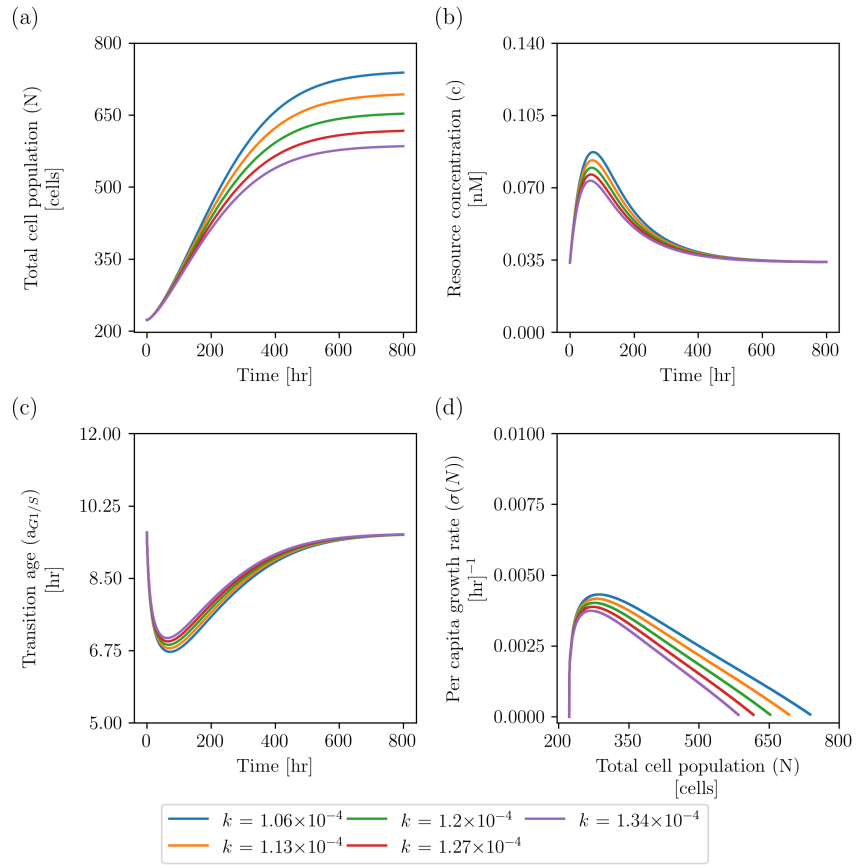 (a)
800
650
500
350
200
Total cell population (N)
[cells]
0 200 400 600 800
Time [hr]
(b)
0.140
0.105
0.070
0.035
0.000
Resource concentration (c)
[nM]
0 200 400 600 800
Time [hr]
(c)
12.00
10.25
8.50
6.75
5.00
Transition age (a_{G1/S})
[hr]
0 200 400 600 800
Time [hr]
(d)
0.0100
0.0075
0.0050
0.0025
0.0000
Per capita growth rate (σ(N))
[hr]⁻¹
200 350 500 650 800
Total cell population (N)
[cells]
k = 1.06×10⁻⁴ k = 1.2×10⁻⁴ k = 1.34×10⁻⁴
k = 1.13×10⁻⁴ k = 1.27×10⁻⁴